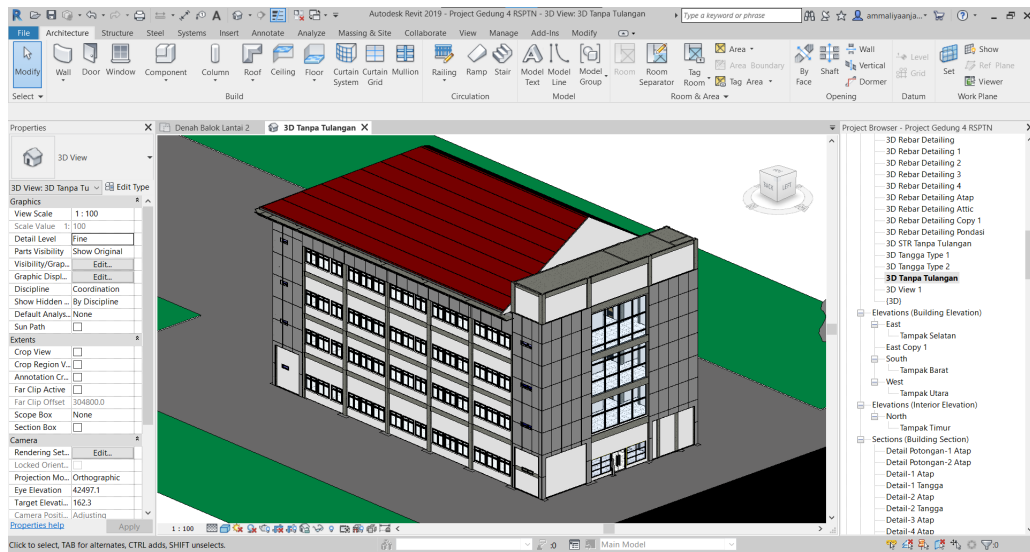 Autodesk Revit 2019 - Project Gedung 4 RSPTN - 3D View: 3D Tanpa Tulangan
Type a keyword or phrase
ammaliyaanja...
File Architecture Structure Steel Systems Insert Annotate Analyze Massing & Site Collaborate View Manage Add-Ins Modify
Modify
Wall
Door
Window
Component
Column
Roof
Ceiling
Floor
Curtain System
Curtain Grid
Mullion
Railing
Ramp
Stair
Model Text
Model Line
Model Group
Room
Room Separator
Tag Room
Area
Area Boundary
Tag Area
By Face
Shaft
Wall
Vertical
Dormer
Level
Grid
Set
Show
Ref Plane
Viewer
Select
Build
Circulation
Model
Room & Area
Opening
Datum
Work Plane
Properties
3D View
3D View: 3D Tanpa Tu
Edit Type
Graphics
View Scale 1 : 100
Scale Value 1: 100
Detail Level Fine
Parts Visibility Show Original
Visibility/Grap... Edit...
Graphic Displ... Edit...
Discipline Coordination
Show Hidden ... By Discipline
Default Analys... None
Sun Path
Extents
Crop View
Crop Region V...
Annotation Cr...
Far Clip Active
Far Clip Offset 304800.0
Scope Box None
Section Box
Camera
Rendering Set... Edit...
Locked Orient...
Projection Mo... Orthographic
Eye Elevation 42497.1
Target Elevati... 162.3
Camera Positi... Adjusting
Properties help
Apply
Denah Balok Lantai 2
3D Tanpa Tulangan
BACK
LEFT
1 : 100
Project Browser - Project Gedung 4 RSPTN
3D Rebar Detailing
3D Rebar Detailing 1
3D Rebar Detailing 2
3D Rebar Detailing 3
3D Rebar Detailing 4
3D Rebar Detailing Atap
3D Rebar Detailing Attic
3D Rebar Detailing Copy 1
3D Rebar Detailing Pondasi
3D STR Tanpa Tulangan
3D Tangga Type 1
3D Tangga Type 2
3D Tanpa Tulangan
3D View 1
{3D}
Elevations (Building Elevation)
East
Tampak Selatan
East Copy 1
South
Tampak Barat
West
Tampak Utara
Elevations (Interior Elevation)
North
Tampak Timur
Sections (Building Section)
Detail Potongan-1 Atap
Detail Potongan-2 Atap
Detail-1 Atap
Detail-1 Tangga
Detail-2 Atap
Detail-2 Tangga
Detail-3 Atap
Detail-4 Atap
Click to select, TAB for alternates, CTRL adds, SHIFT unselects.
:0
Main Model
:0